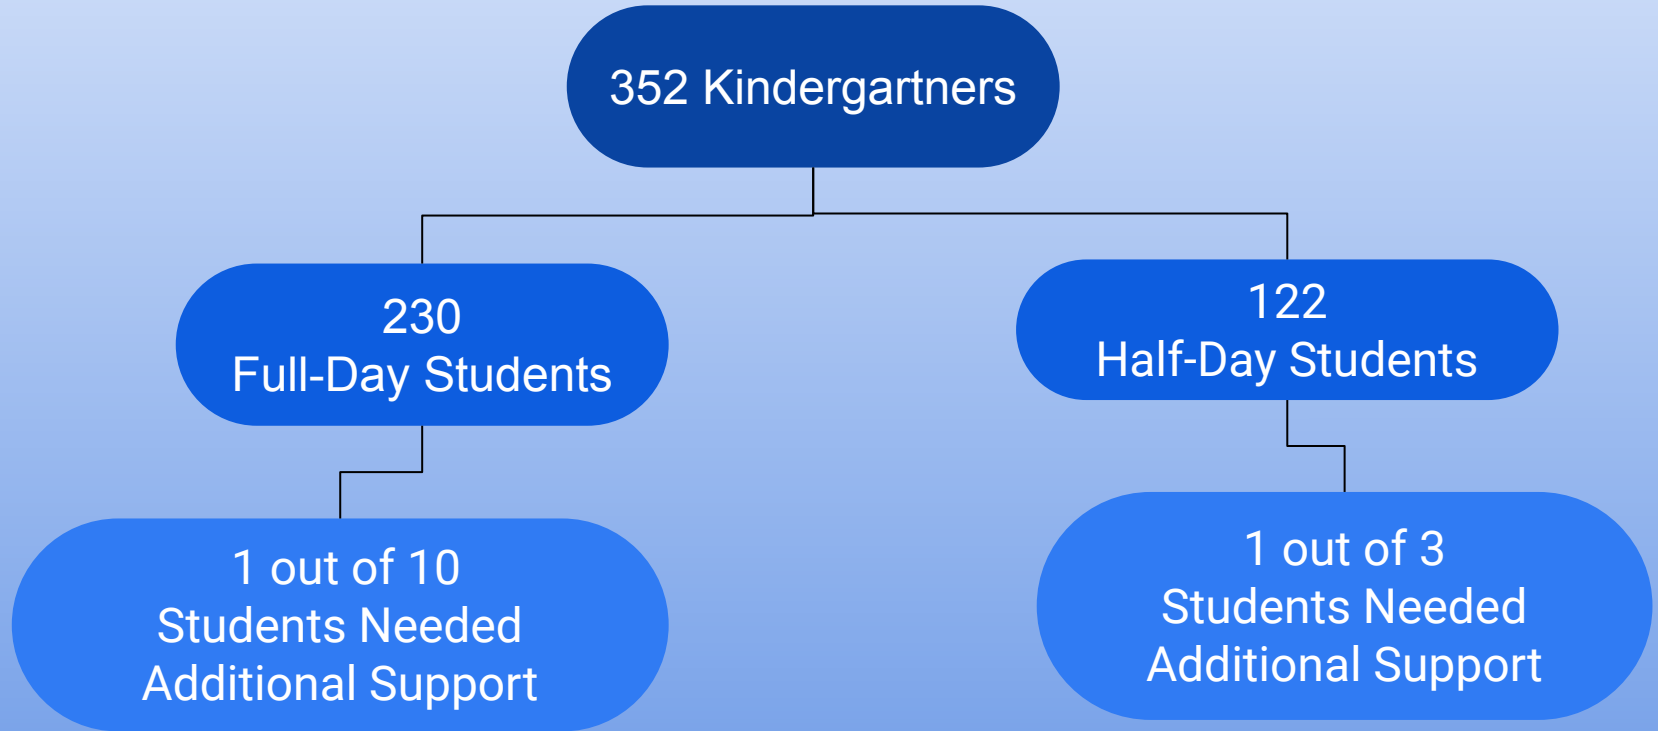 352 Kindergartners
230
Full-Day Students
122
Half-Day Students
1 out of 10
Students Needed
Additional Support
1 out of 3
Students Needed
Additional Support